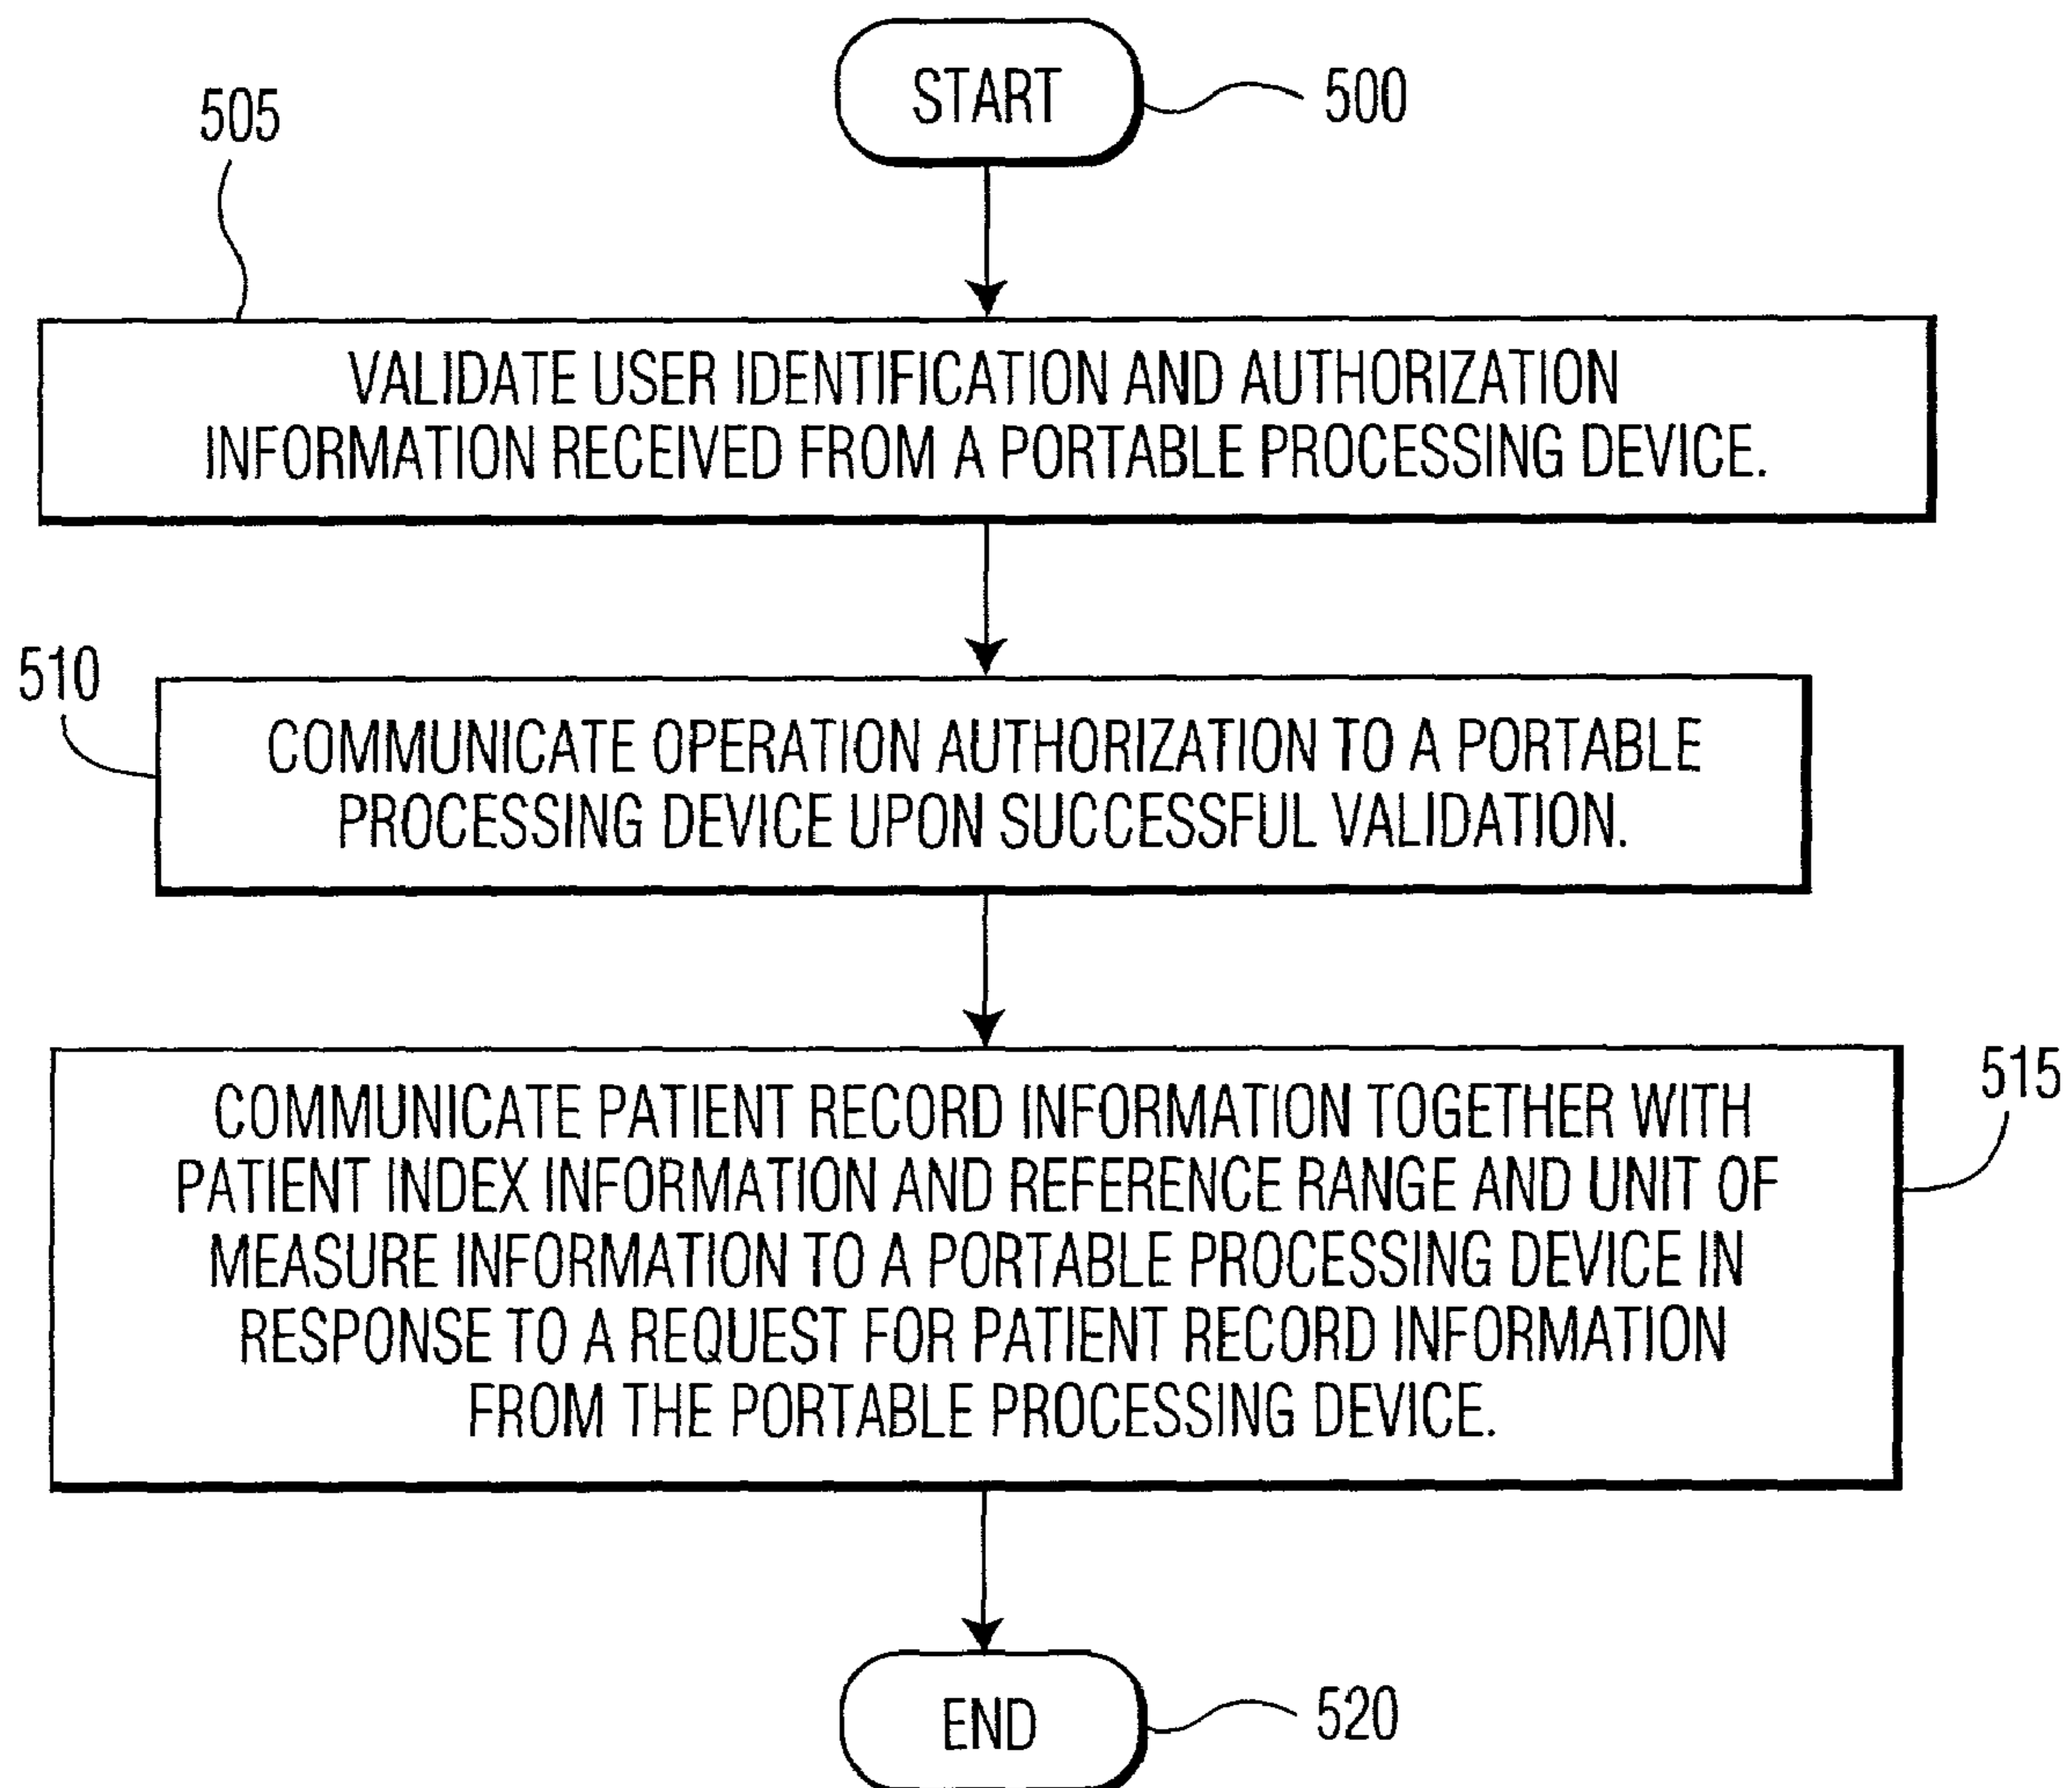 START
500
505
VALIDATE USER IDENTIFICATION AND AUTHORIZATION
INFORMATION RECEIVED FROM A PORTABLE PROCESSING DEVICE.
510
COMMUNICATE OPERATION AUTHORIZATION TO A PORTABLE
PROCESSING DEVICE UPON SUCCESSFUL VALIDATION.
515
COMMUNICATE PATIENT RECORD INFORMATION TOGETHER WITH
PATIENT INDEX INFORMATION AND REFERENCE RANGE AND UNIT OF
MEASURE INFORMATION TO A PORTABLE PROCESSING DEVICE IN
RESPONSE TO A REQUEST FOR PATIENT RECORD INFORMATION
FROM THE PORTABLE PROCESSING DEVICE.
END
520